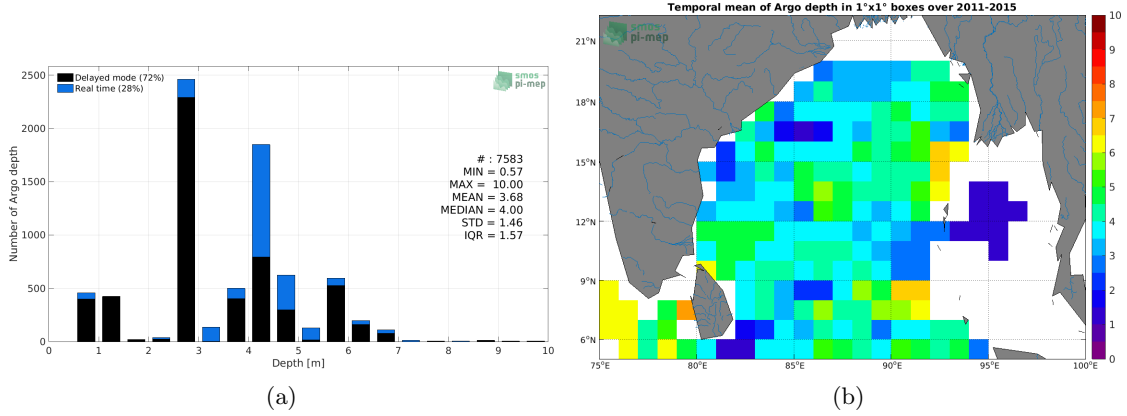 Temporal mean of Argo depth in 1°x1° boxes over 2011-2015
2500
2000
1500
1000
500
0
Number of Argo depth
Delayed mode (72%)
Real time (28%)
smos
pi-mep
# : 7583
MIN = 0.57
MAX = 10.00
MEAN = 3.68
MEDIAN = 4.00
STD = 1.46
IQR = 1.57
0 1 2 3 4 5 6 7 8 9 10
Depth [m]
(a)
smos
pi-mep
21°N
18°N
15°N
12°N
9°N
6°N
75°E 80°E 85°E 90°E 95°E 100°E
10
9
8
7
6
5
4
3
2
1
0
(b)